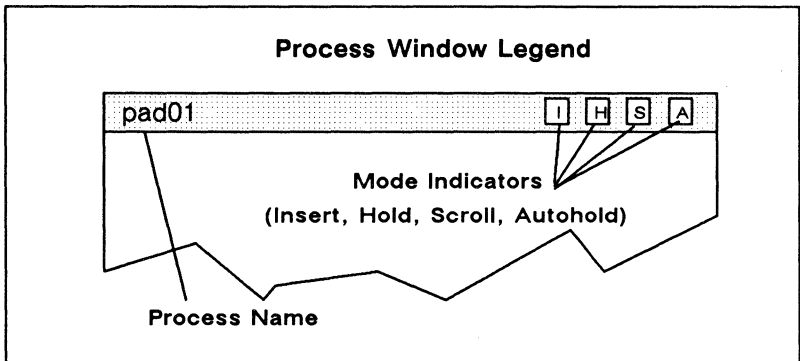 Process Window Legend
pad01 I H S A
Mode Indicators
(Insert, Hold, Scroll, Autohold)
Process Name